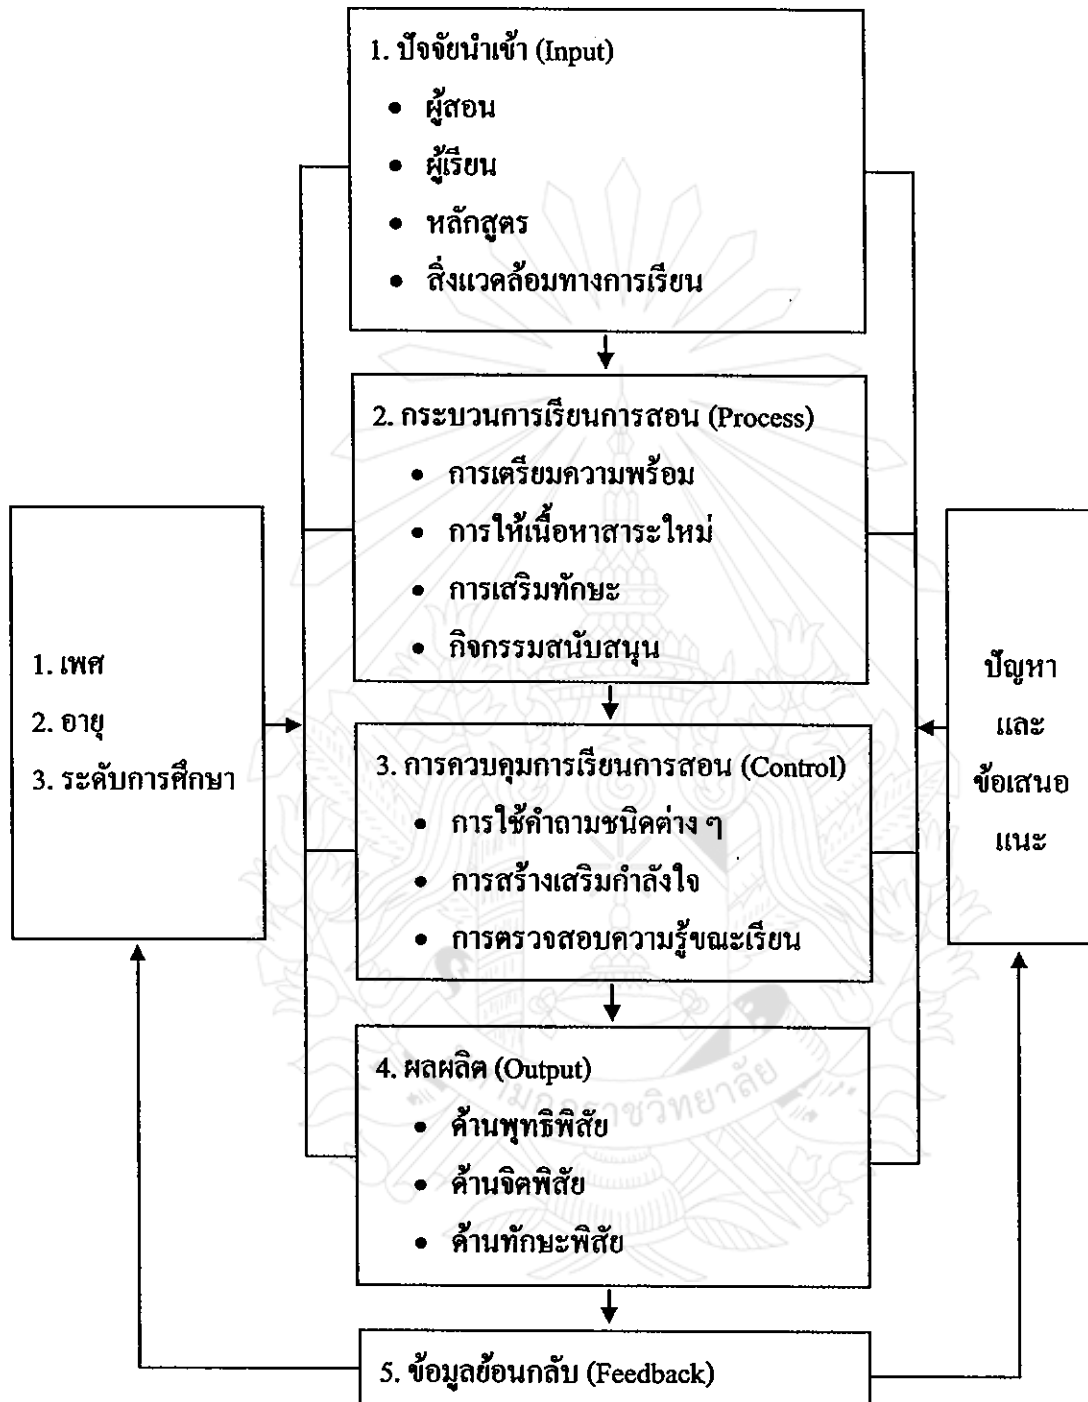 1. ปัจจัยนำเข้า (Input)
• ผู้สอน
• ผู้เรียน
• หลักสูตร
• สิ่งแวดล้อมทางการเรียน
2. กระบวนการเรียนการสอน (Process)
• การเตรียมความพร้อม
• การให้เนื้อหาสาระใหม่
• การเสริมทักษะ
• กิจกรรมสนับสนุน
1. เพศ
2. อายุ
3. ระดับการศึกษา
ปัญหา
และ
ข้อเสนอ
แนะ
3. การควบคุมการเรียนการสอน (Control)
• การใช้คำถามชนิดต่าง ๆ
• การสร้างเสริมกำลังใจ
• การตรวจสอบความรู้ขณะเรียน
4. ผลผลิต (Output)
• ด้านพุทธิพิสัย
• ด้านจิตพิสัย
• ด้านทักษะพิสัย
5. ข้อมูลย้อนกลับ (Feedback)